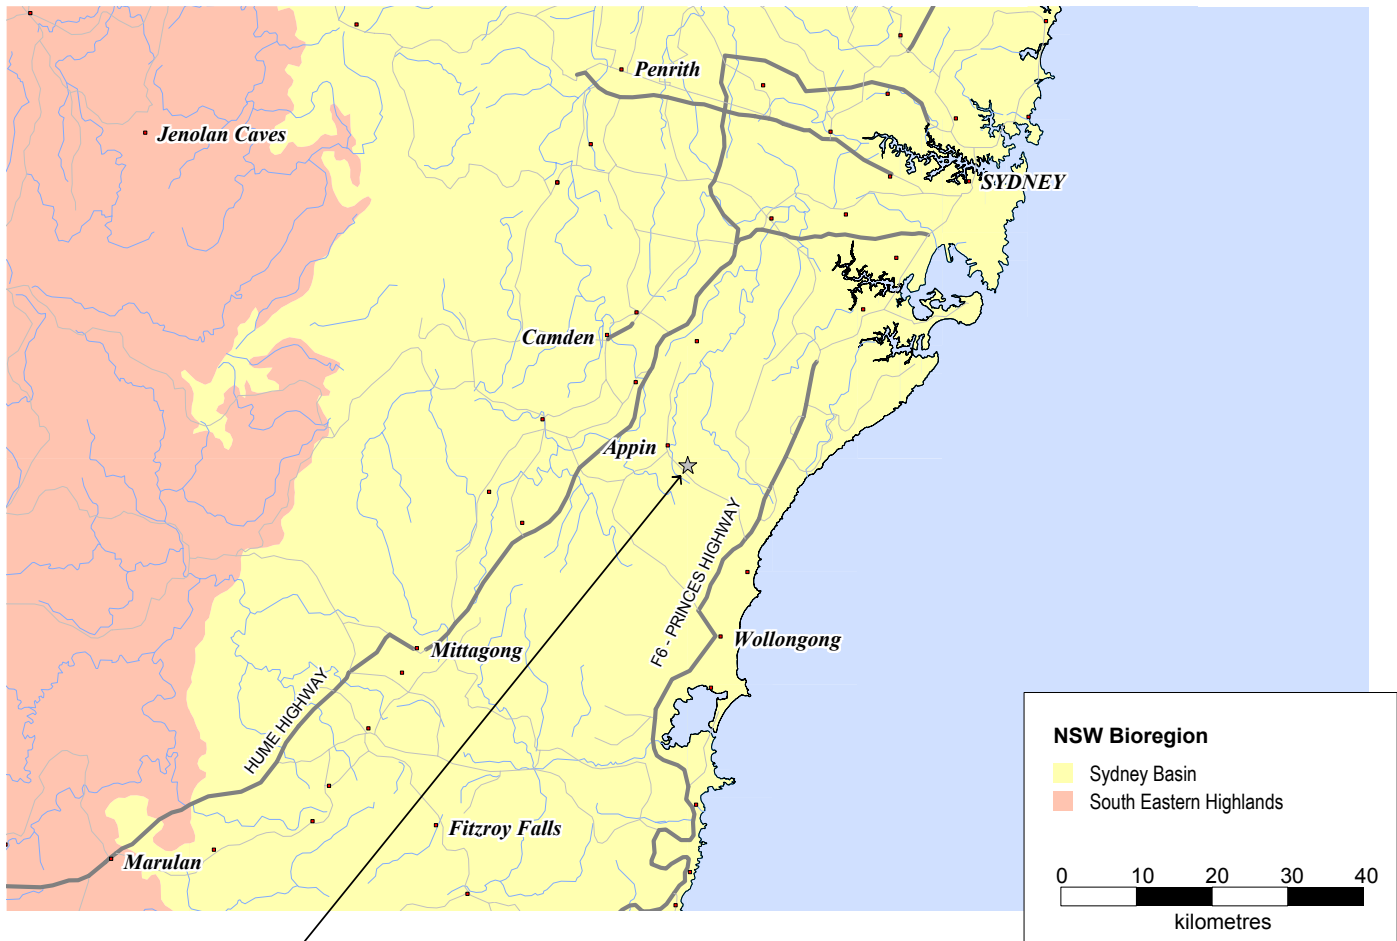 Penrith
Jenolan Caves
SYDNEY
Camden
Appin
F6 - PRINCES HIGHWAY
Wollongong
Mittagong
HUME HIGHWAY
Fitzroy Falls
Marulan
NSW Bioregion
Sydney Basin
South Eastern Highlands
0 10 20 30 40
kilometres